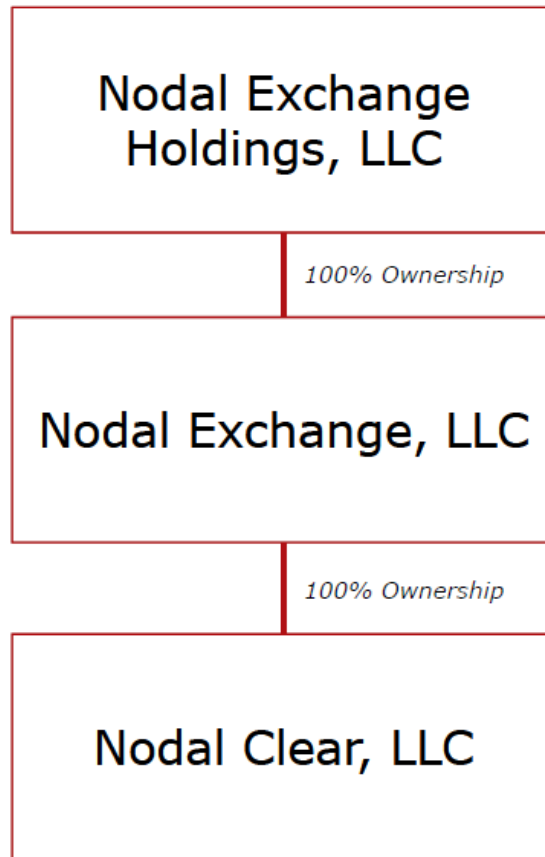 Nodal Exchange
Holdings, LLC
100% Ownership
Nodal Exchange, LLC
100% Ownership
Nodal Clear, LLC